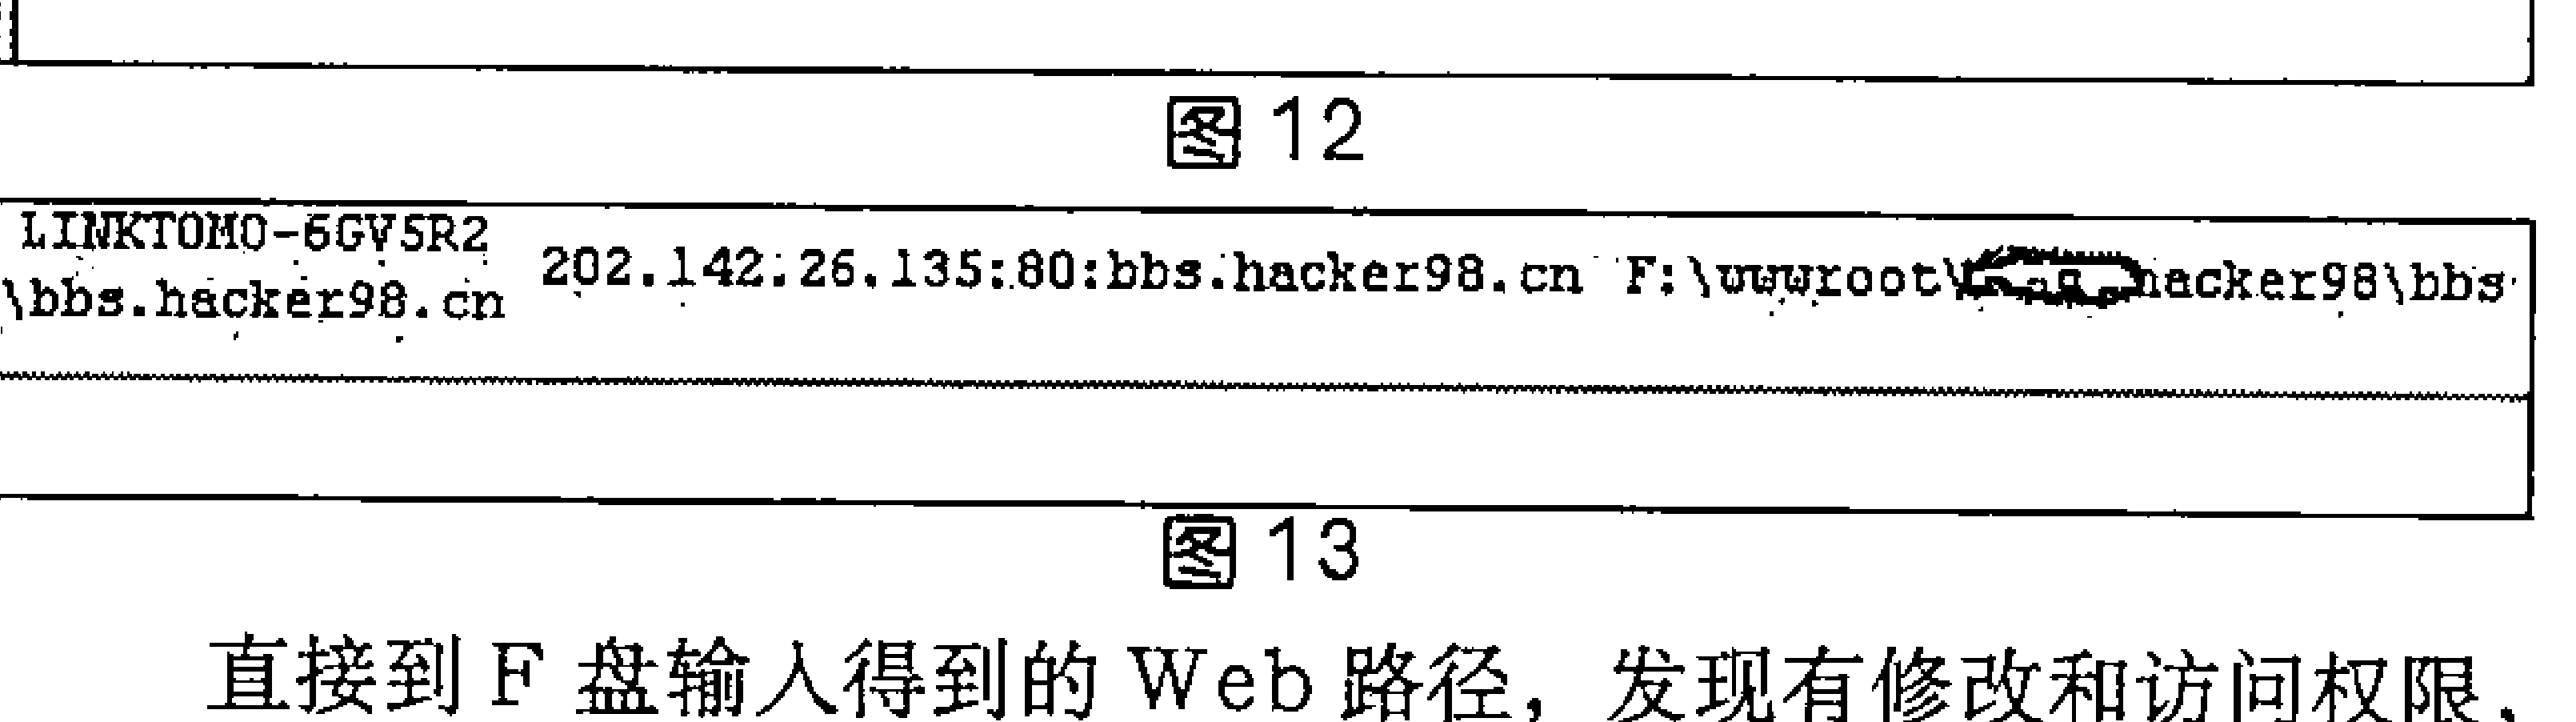 图 12
LINKTOMO-6GV5R2
\bbs.hacker98.cn
202.142.26.135:80:bbs.hacker98.cn F:\wwwroot\ hacker98\bbs
图 13
直接到 F 盘输入得到的 Web 路径，发现有修改和访问权限，